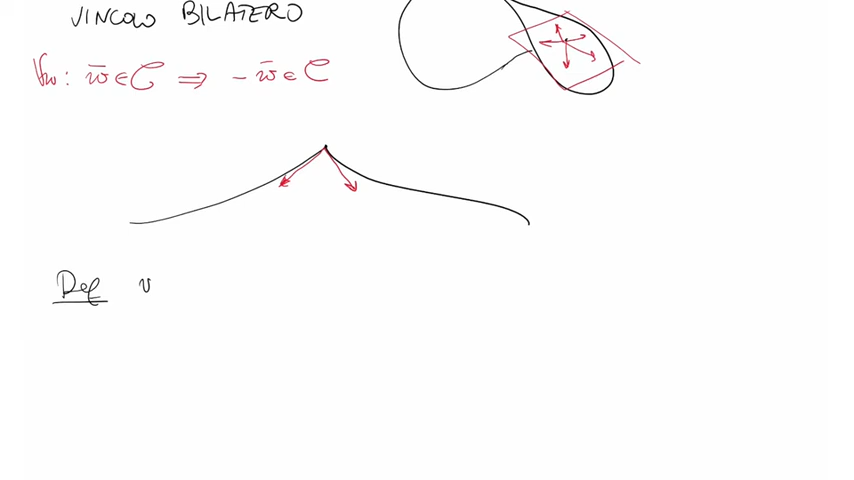 VINCOLO BILATERO
∀w̄ : w̄ ∈ C ⇒ - w̄ ∈ C
Def v